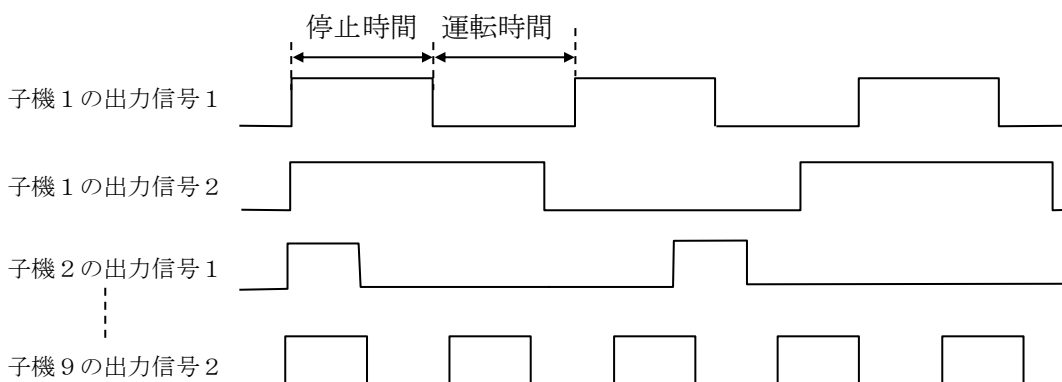 停止時間 運転時間
子機１の出力信号１
子機１の出力信号２
子機２の出力信号１
子機９の出力信号２